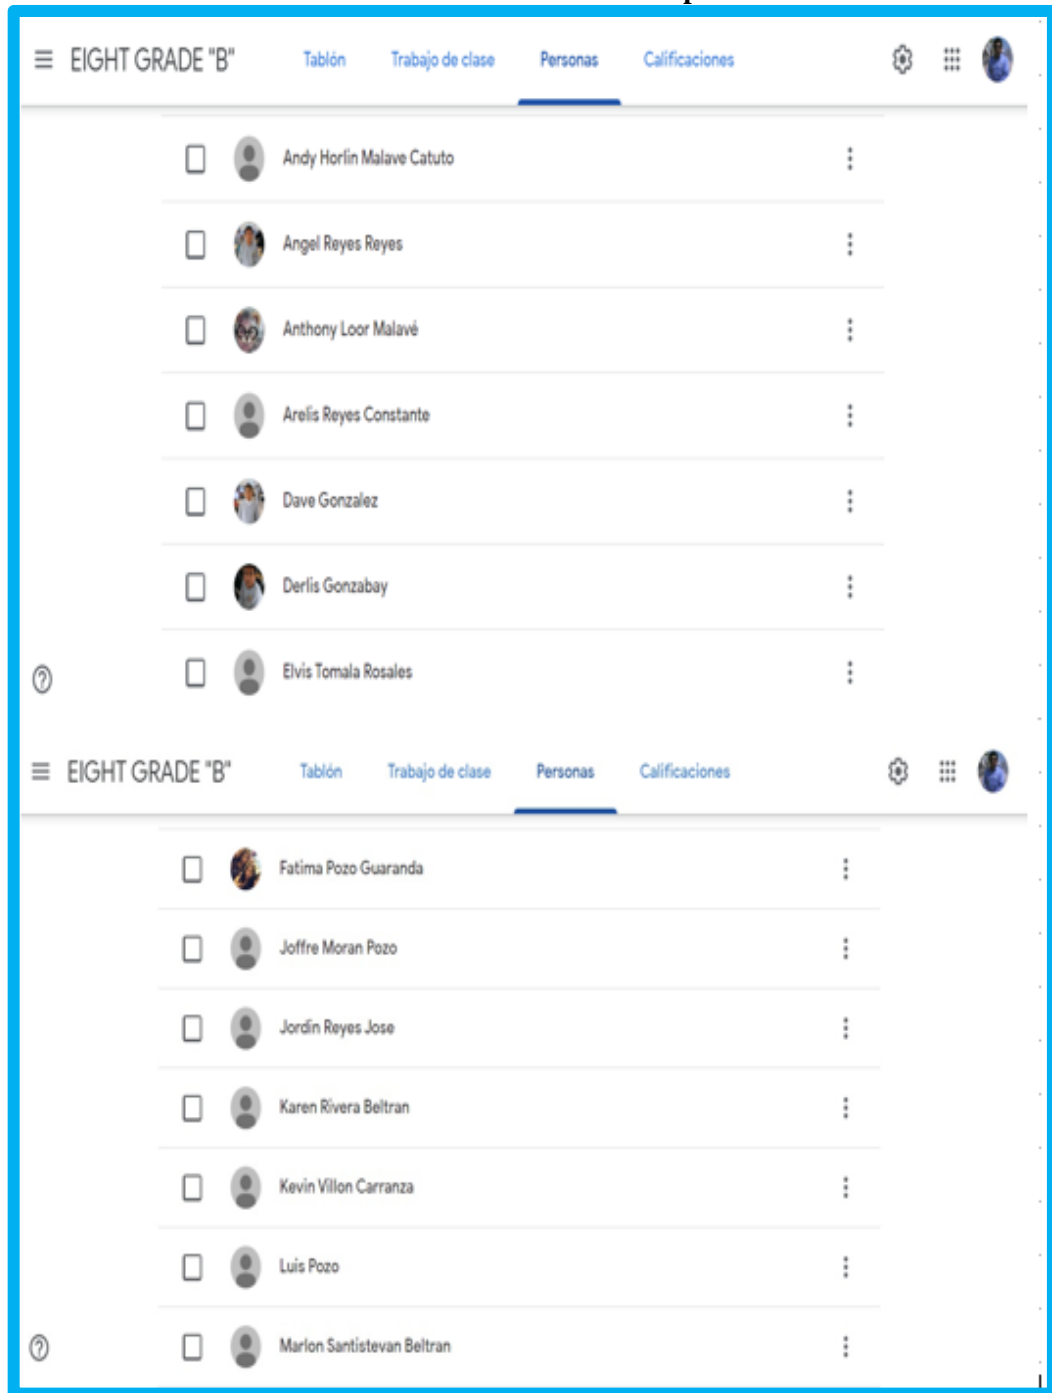 EIGHT GRADE "B" Tablón Trabajo de clase Personas Calificaciones
Andy Horlin Malave Catuto
Angel Reyes Reyes
Anthony Loor Malavé
Arelis Reyes Constante
Dave Gonzalez
Derlis Gonzabay
Elvis Tomala Rosales
EIGHT GRADE "B" Tablón Trabajo de clase Personas Calificaciones
Fatima Pozo Guaranda
Joffre Moran Pozo
Jordin Reyes Jose
Karen Rivera Beltran
Kevin Villon Carranza
Luis Pozo
Marlon Santistevan Beltran